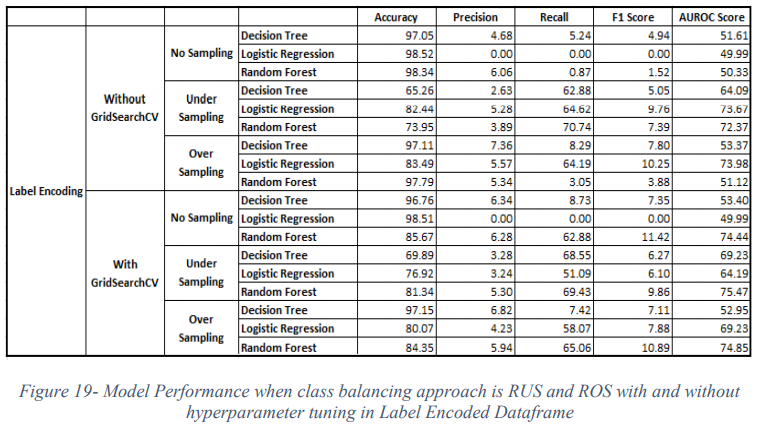 Accuracy Precision Recall F1 Score AUROC Score
Label Encoding Without GridSearchCV No Sampling Decision Tree 97.05 4.68 5.24 4.94 51.61
Logistic Regression 98.52 0.00 0.00 0.00 49.99
Random Forest 98.34 6.06 0.87 1.52 50.33
Under Sampling Decision Tree 65.26 2.63 62.88 5.05 64.09
Logistic Regression 82.44 5.28 64.62 9.76 73.67
Random Forest 73.95 3.89 70.74 7.39 72.37
Over Sampling Decision Tree 97.11 7.36 8.29 7.80 53.37
Logistic Regression 83.49 5.57 64.19 10.25 73.98
Random Forest 97.79 5.34 3.05 3.88 51.12
With GridSearchCV No Sampling Decision Tree 96.76 6.34 8.73 7.35 53.40
Logistic Regression 98.51 0.00 0.00 0.00 49.99
Random Forest 85.67 6.28 62.88 11.42 74.44
Under Sampling Decision Tree 69.89 3.28 68.55 6.27 69.23
Logistic Regression 76.92 3.24 51.09 6.10 64.19
Random Forest 81.34 5.30 69.43 9.86 75.47
Over Sampling Decision Tree 97.15 6.82 7.42 7.11 52.95
Logistic Regression 80.07 4.23 58.07 7.88 69.23
Random Forest 84.35 5.94 65.06 10.89 74.85
Figure 19- Model Performance when class balancing approach is RUS and ROS with and without
hyperparameter tuning in Label Encoded Dataframe